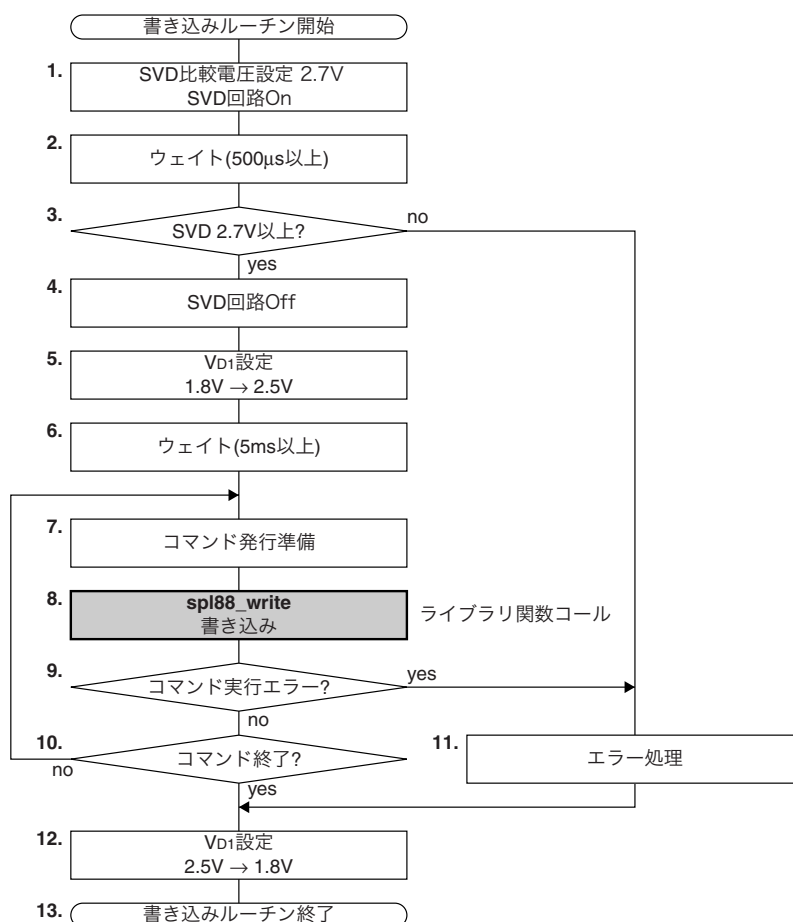 書き込みルーチン開始
1.
SVD比較電圧設定 2.7V
SVD回路On
2.
ウェイト(500μs以上)
3.
SVD 2.7V以上?
no
yes
4.
SVD回路Off
5.
VD1設定
1.8V → 2.5V
6.
ウェイト(5ms以上)
7.
コマンド発行準備
8.
spl88_write
書き込み
ライブラリ関数コール
9.
コマンド実行エラー?
yes
no
10.
コマンド終了?
no
yes
11.
エラー処理
12.
VD1設定
2.5V → 1.8V
13.
書き込みルーチン終了